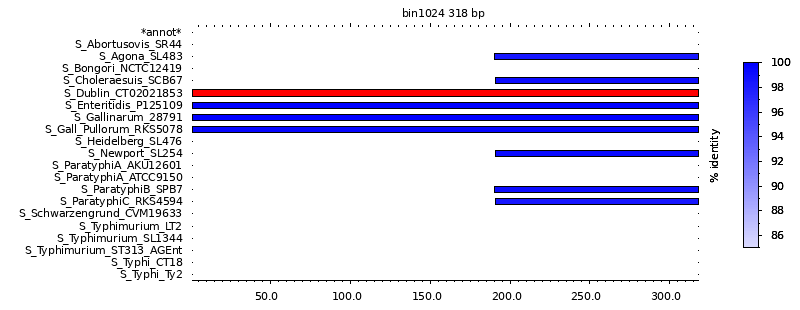 bin1024 318 bp
*annot*
S_Abortusovis_SR44
S_Agona_SL483
S_Bongori_NCTC12419
S_Choleraesuis_SCB67
S_Dublin_CT02021853
S_Enteritidis_P125109
S_Gallinarum_28791
S_Gall_Pullorum_RKS5078
S_Heidelberg_SL476
S_Newport_SL254
S_ParatyphiA_AKU12601
S_ParatyphiA_ATCC9150
S_ParatyphiB_SPB7
S_ParatyphiC_RKS4594
S_Schwarzengrund_CVM19633
S_Typhimurium_LT2
S_Typhimurium_SL1344
S_Typhimurium_ST313_AGEnt
S_Typhi_CT18
S_Typhi_Ty2
50.0 100.0 150.0 200.0 250.0 300.0
% identity
100
98
96
94
92
90
88
86